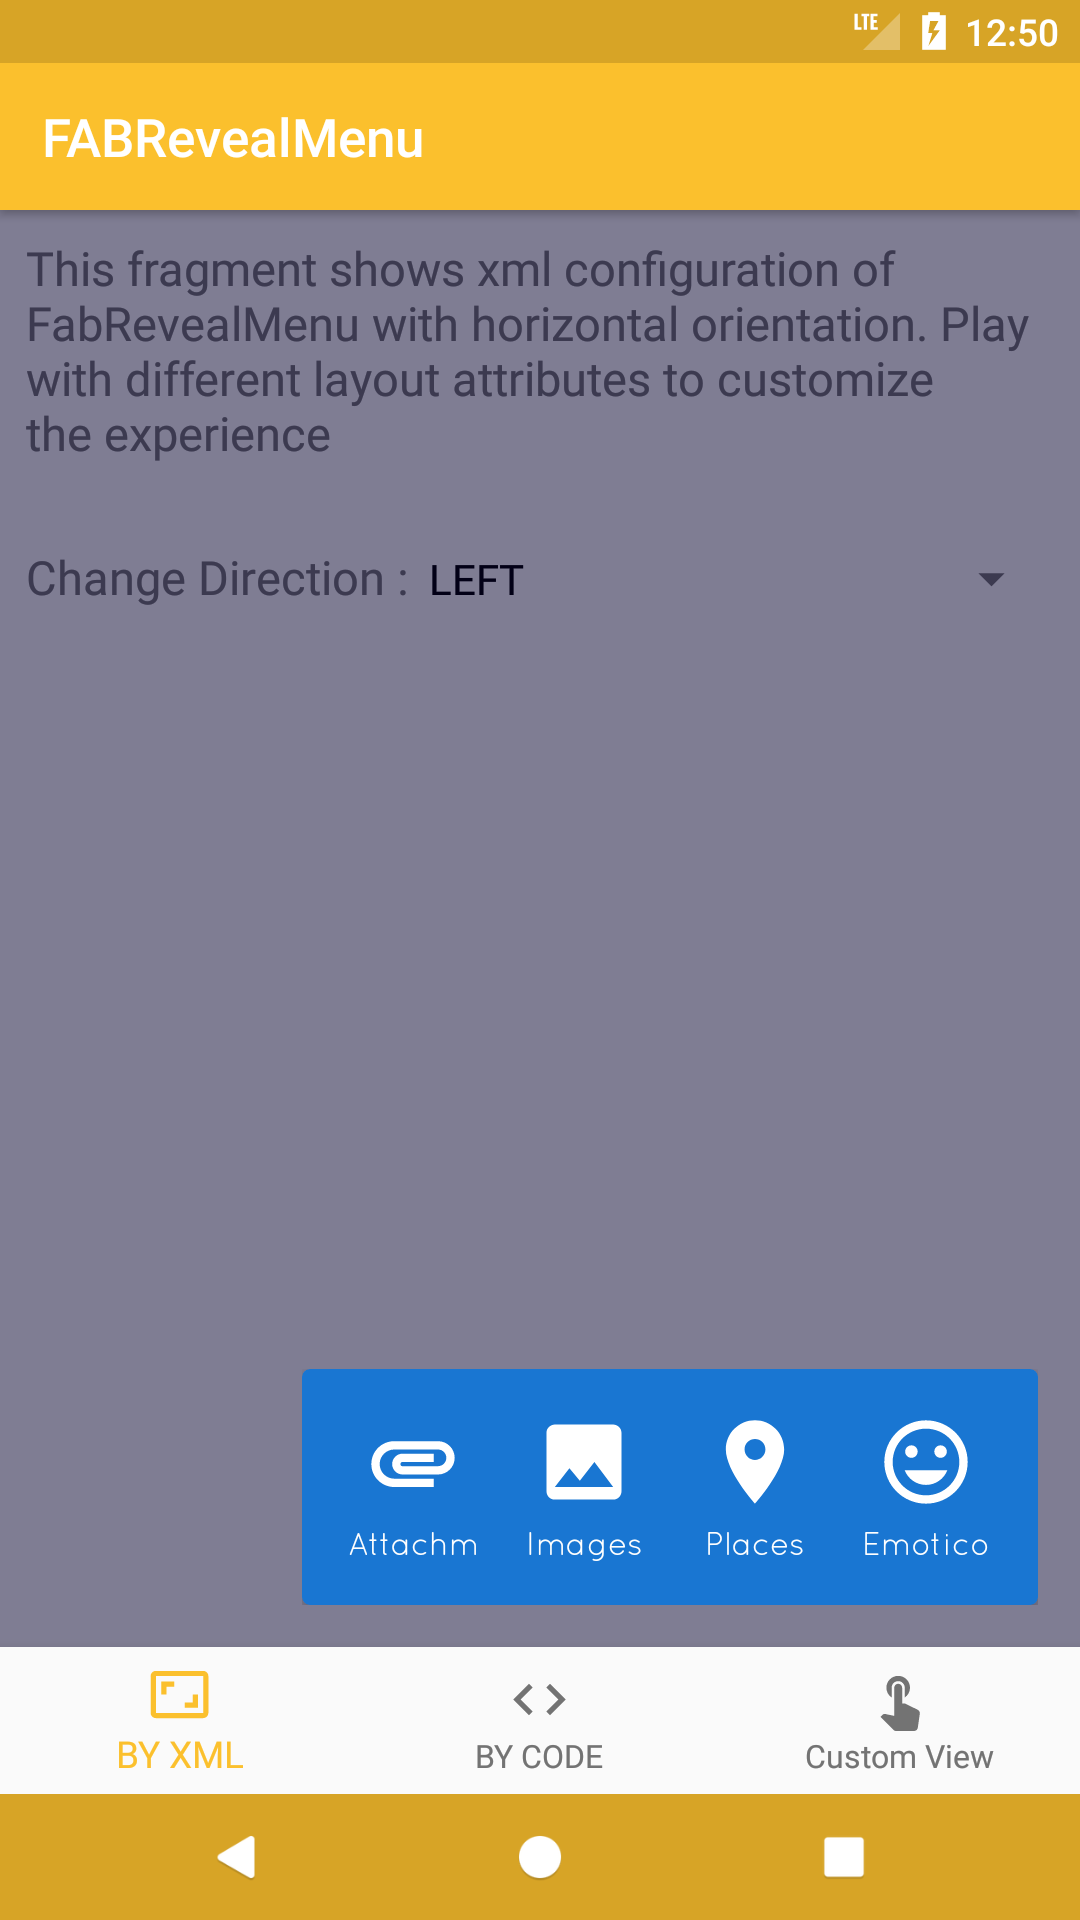 LTE 12:50
FABRevealMenu
This fragment shows xml configuration of
FabRevealMenu with horizontal orientation. Play
with different layout attributes to customize
the experience
Change Direction : LEFT
Attachm Images Places Emotico
BY XML BY CODE Custom View